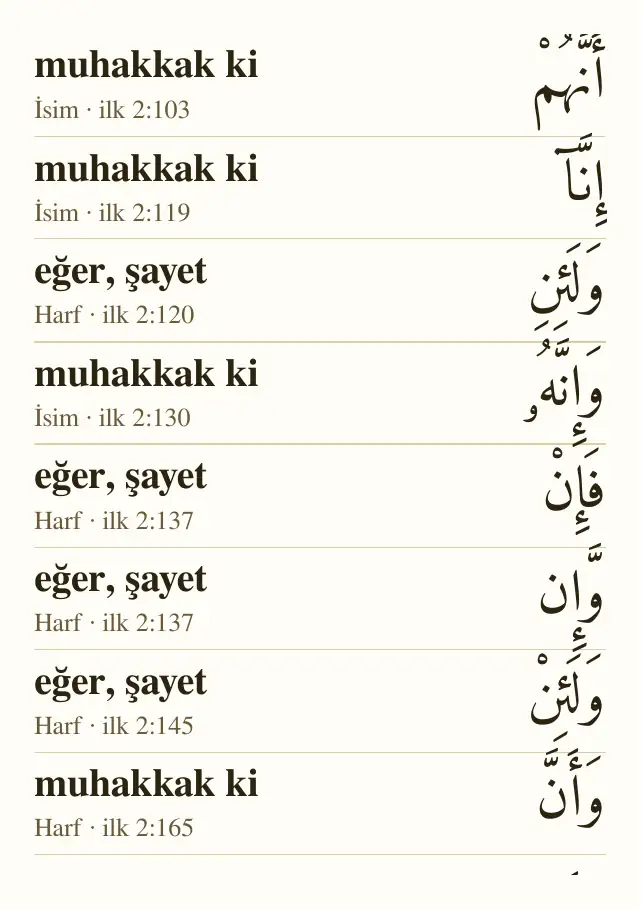 muhakkak ki أَنَّهُمْ
İsim · ilk 2:103
muhakkak ki إِنَّآ
İsim · ilk 2:119
eğer, şayet وَلَئِنِ
Harf · ilk 2:120
muhakkak ki وَإِنَّهُۥ
İsim · ilk 2:130
eğer, şayet فَإِنْ
Harf · ilk 2:137
eğer, şayet وَّإِن
Harf · ilk 2:137
eğer, şayet وَلَئِنْ
Harf · ilk 2:145
muhakkak ki وَأَنَّ
Harf · ilk 2:165